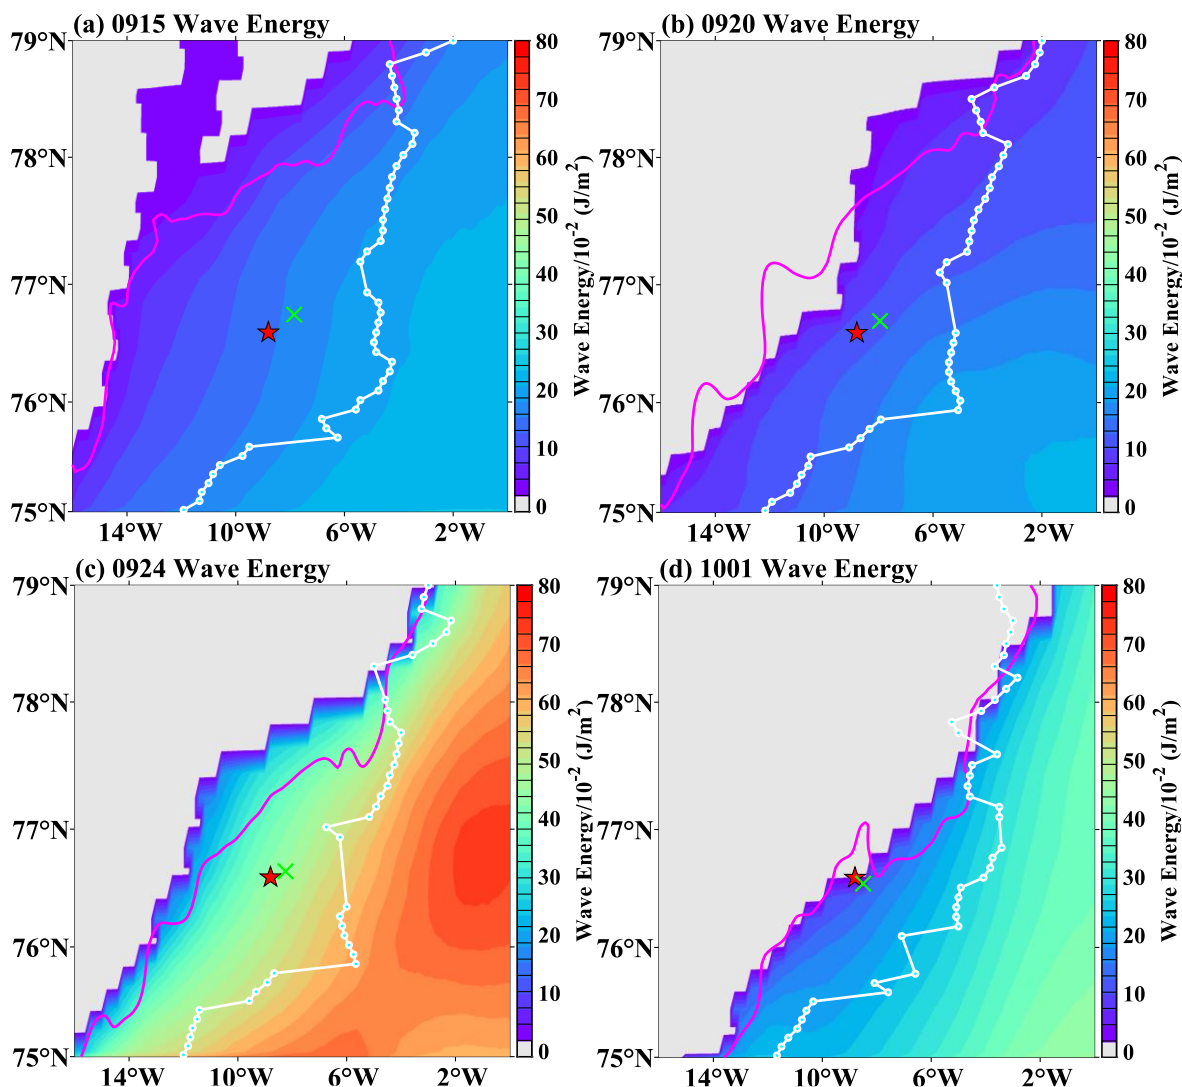 (a) 0915 Wave Energy
79°N
78°N
77°N
76°N
75°N
14°W
10°W
6°W
2°W
80
70
60
50
40
30
20
10
0
Wave Energy/10-2 (J/m2)
(b) 0920 Wave Energy
79°N
78°N
77°N
76°N
75°N
14°W
10°W
6°W
2°W
80
70
60
50
40
30
20
10
0
Wave Energy/10-2 (J/m2)
(c) 0924 Wave Energy
79°N
78°N
77°N
76°N
75°N
14°W
10°W
6°W
2°W
80
70
60
50
40
30
20
10
0
Wave Energy/10-2 (J/m2)
(d) 1001 Wave Energy
79°N
78°N
77°N
76°N
75°N
14°W
10°W
6°W
2°W
80
70
60
50
40
30
20
10
0
Wave Energy/10-2 (J/m2)